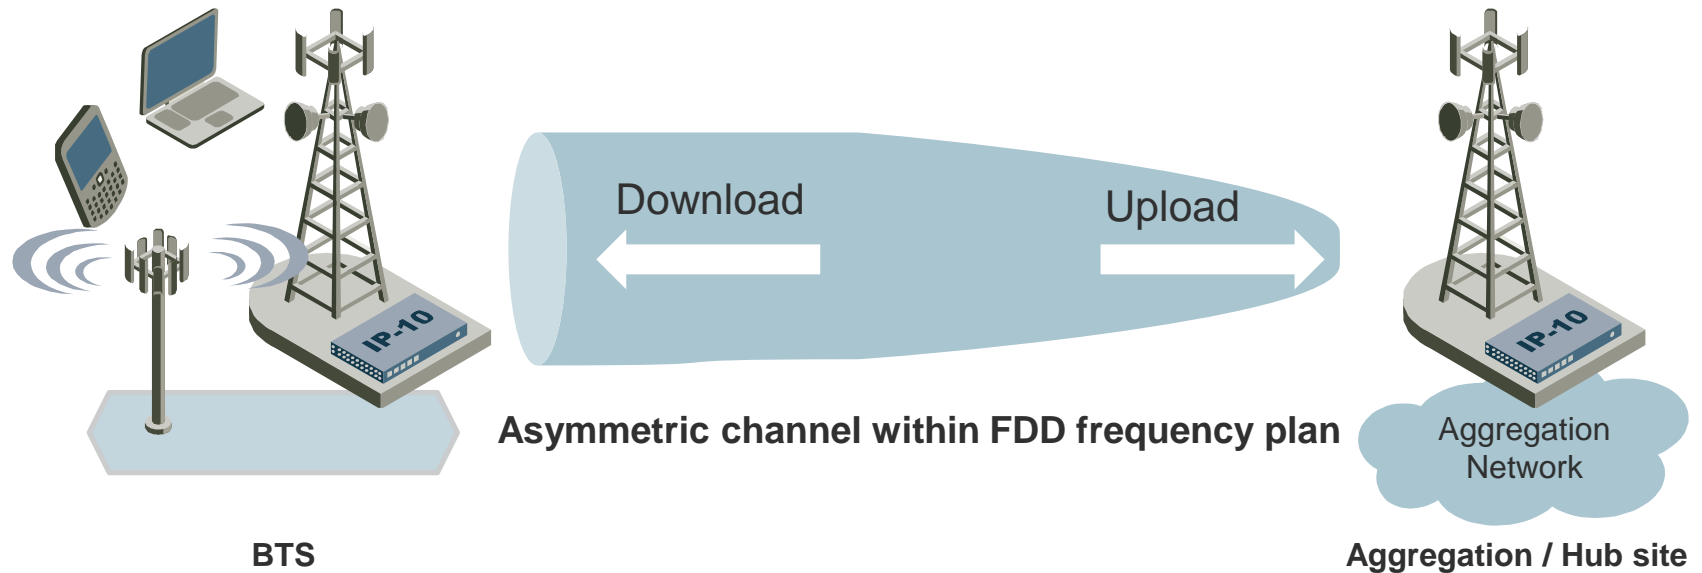 Download
Upload
IP-10
IP-10
Asymmetric channel within FDD frequency plan
Aggregation
Network
BTS
Aggregation / Hub site